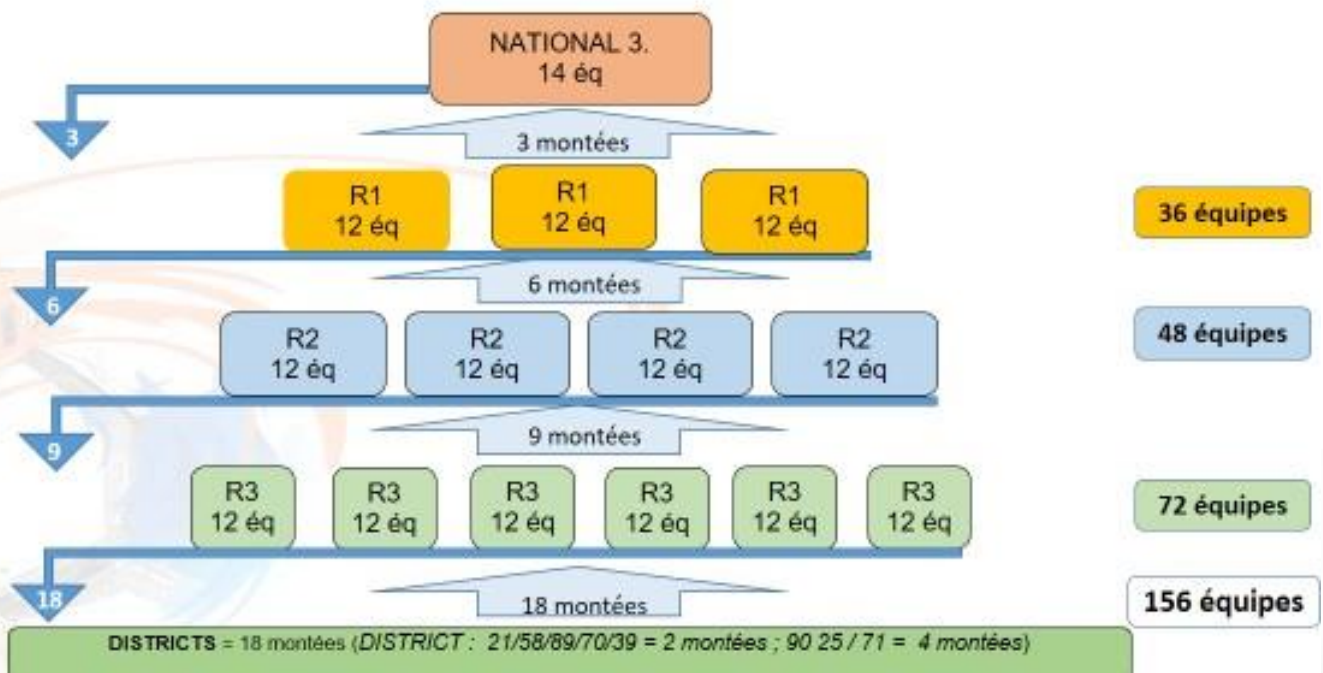 NATIONAL 3.
14 éq
3
3 montées
R1
12 éq
R1
12 éq
R1
12 éq
36 équipes
6
6 montées
R2
12 éq
R2
12 éq
R2
12 éq
R2
12 éq
48 équipes
9
9 montées
R3
12 éq
R3
12 éq
R3
12 éq
R3
12 éq
R3
12 éq
R3
12 éq
72 équipes
18
18 montées
156 équipes
DISTRICTS = 18 montées (DISTRICT : 21/58/89/70/39 = 2 montées ; 90 25 / 71 = 4 montées)